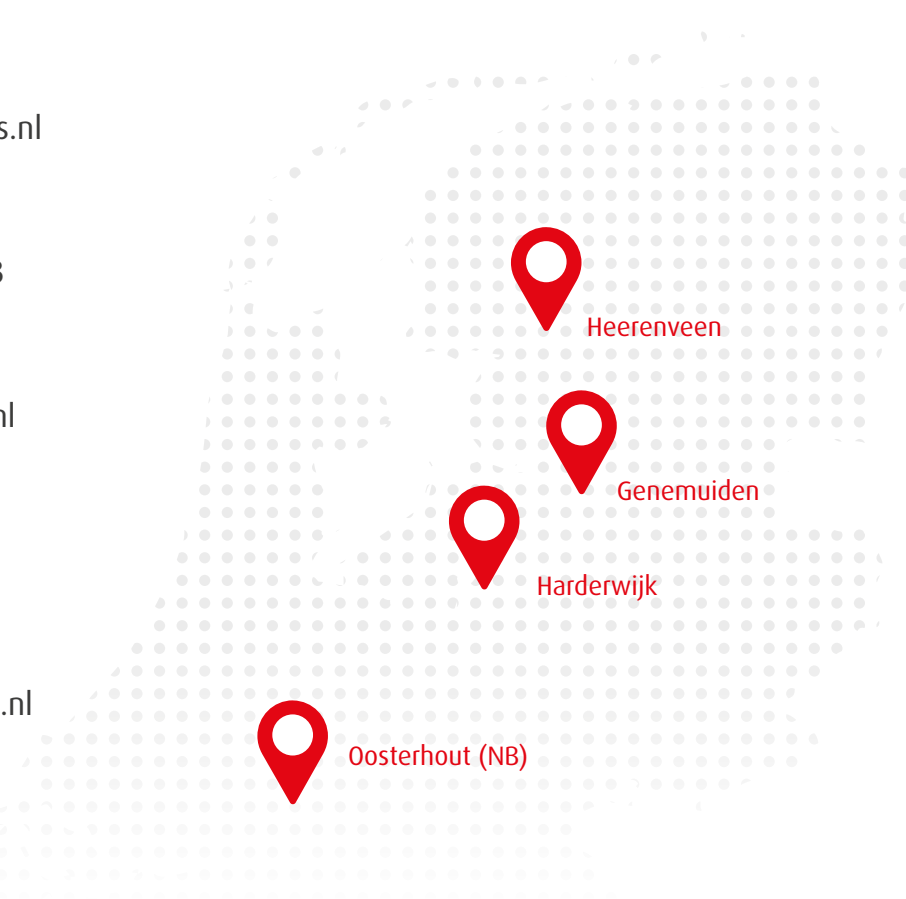 s.nl
Heerenveen
nl
Genemuiden
Harderwijk
.nl
Oosterhout (NB)